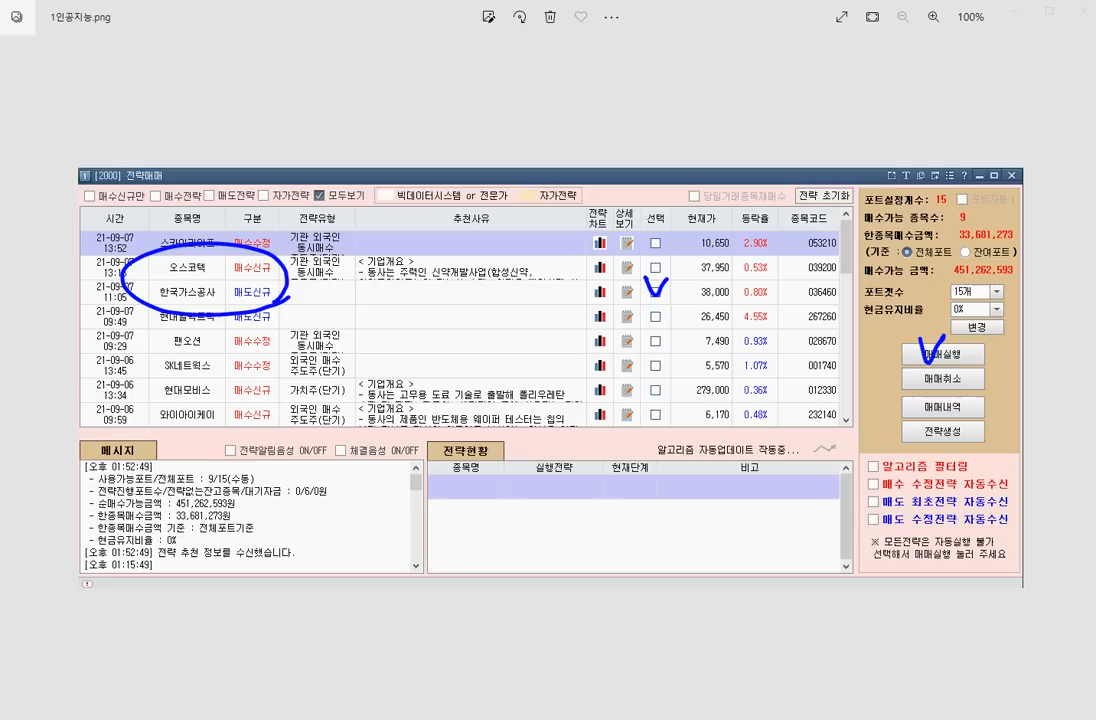 1인공지능.png
100%
[2000] 전략매매
매수신규만 매수전략 매도전략 자가전략 모두보기 빅데이터시스템 or 전문가 자가전략 당일거래종목재매수 전략 초기화
시간 종목명 구분 전략유형 추천사유 전략차트 상세보기 선택 현재가 등락율 종목코드
21-09-07 13:52 스카이라이프 매수수정 기관 외국인 동시매수 10,650 2.90% 053210
21-09-07 오스코텍 매수신규 기관 외국인 동시매수 < 기업개요 > - 동사는 주력인 신약개발사업(합성신약, 37,950 0.53% 039200
21-09-07 11:05 한국가스공사 매도신규 38,000 0.80% 036460
21-09-07 09:49 현대일렉트릭 매도신규 26,450 4.55% 267260
21-09-07 09:29 팬오션 매수수정 기관 외국인 동시매수 7,490 0.93% 028670
21-09-06 13:45 SK네트웍스 매수수정 외국인 매수 주도주(단기) 5,570 1.07% 001740
21-09-06 13:34 현대모비스 매수신규 가치주(단기) < 기업개요 > - 동사는 고무용 도료 기술로 출발해 폴리우레탄 279,000 0.36% 012330
21-09-06 09:59 와이아이케이 매수신규 외국인 매수 주도주(단기) < 기업개요 > - 동사의 제품인 반도체용 웨이퍼 테스터는 칩의 6,170 0.48% 232140
포트설정개수: 15
매수가능 종목수: 9
한종목매수금액: 33,681,273
(기준 : 전체포트 잔여포트 )
매수가능 금액: 451,262,593
포트켓수 15개
현금유지비율 0%
변경
매매실행
매매취소
매매내역
전략생성
메시지 전략알림음성 ON/OFF 체결음성 ON/OFF
[오후 01:52:49]
- 사용가능포트/전체포트 : 9/15(수동)
- 전략진행포트수/전략없는잔고종목/대기자금 : 0/6/0원
- 순매수가능금액 : 451,262,593원
- 한종목매수금액 : 33,681,273원
- 한종목매수금액 기준 : 전체포트기준
- 현금유지비율 : 0%
[오후 01:52:49] 전략 추천 정보를 수신했습니다.
[오후 01:15:49]
전략현황 알고리즘 자동업데이트 작동중...
종목명 실행전략 현재단계 비고
알고리즘 필터링
매수 수정전략 자동수신
매도 최초전략 자동수신
매도 수정전략 자동수신
※ 모든전략은 자동실행 불가
선택해서 매매실행 눌러 주세요